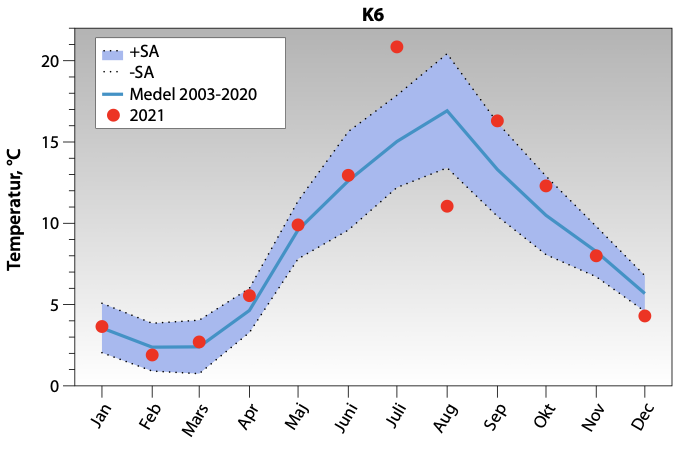 K6
+SA
-SA
Medel 2003-2020
2021
Temperatur, °C
20
15
10
5
0
Jan
Feb
Mars
Apr
Maj
Juni
Juli
Aug
Sep
Okt
Nov
Dec